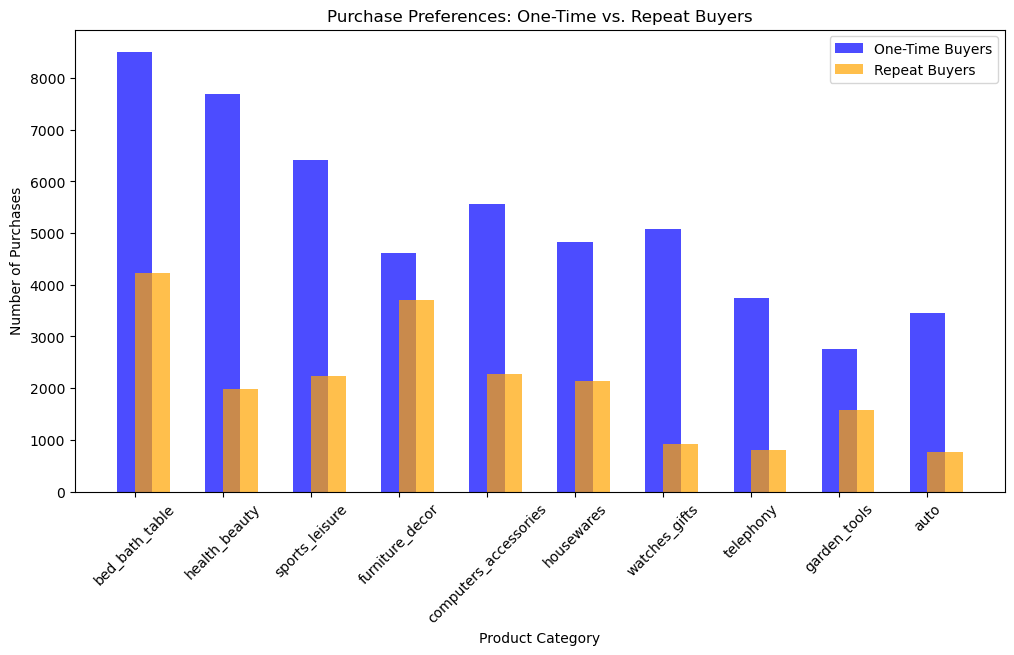 Purchase Preferences: One-Time vs. Repeat Buyers
One-Time Buyers
Repeat Buyers
Number of Purchases
8000
7000
6000
5000
4000
3000
2000
1000
0
bed_bath_table
health_beauty
sports_leisure
furniture_decor
computers_accessories
housewares
watches_gifts
telephony
garden_tools
auto
Product Category